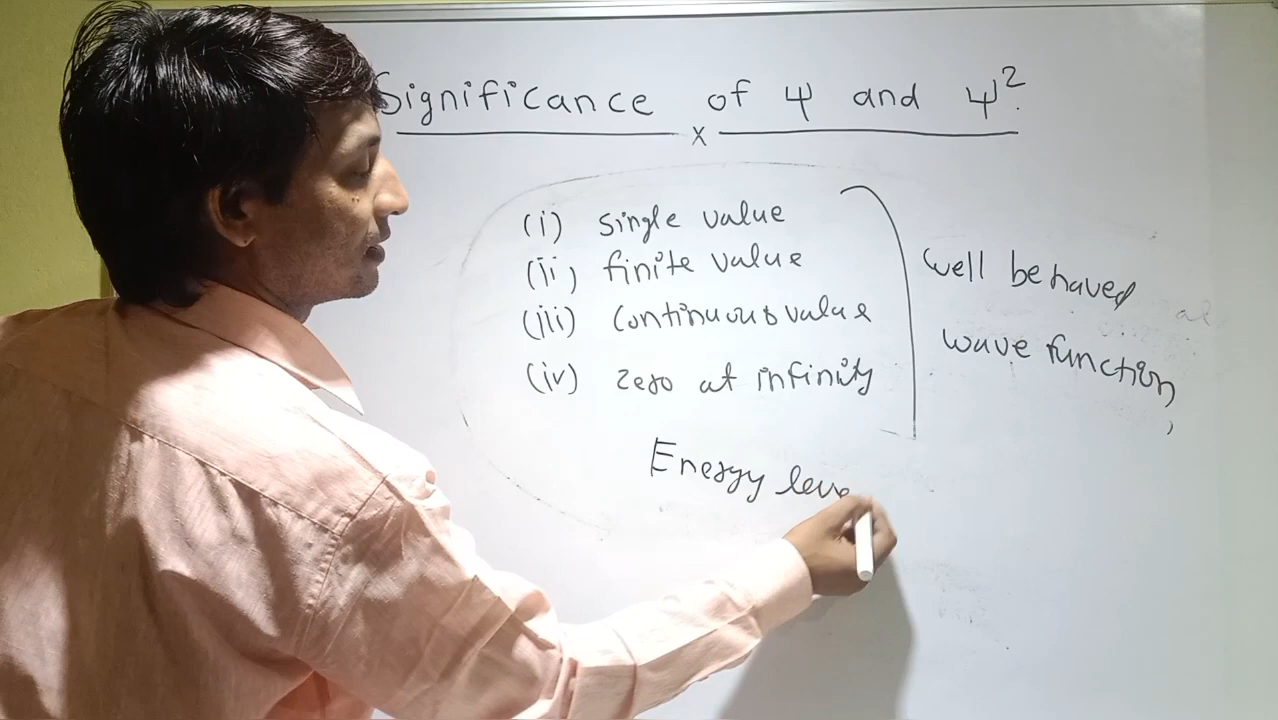 Significance of ψ and ψ².
x
(i) single value
(ii) finite value
(iii) continuous value
(iv) zero at infinity
well behaved
wave function,
Energy leve